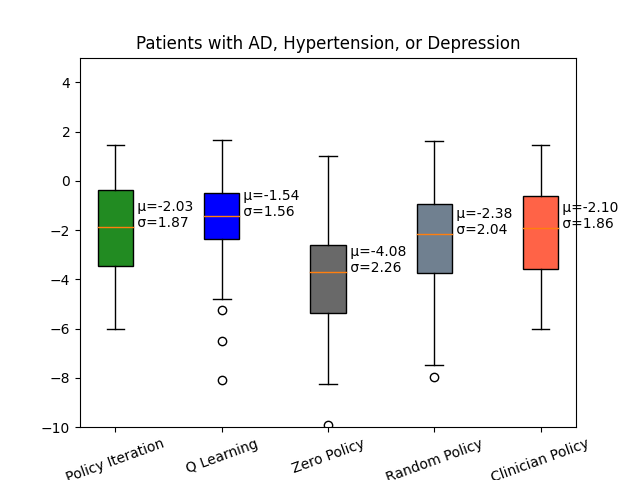 Patients with AD, Hypertension, or Depression
4
2
0
−2
−4
−6
−8
−10
μ=-2.03
σ=1.87
μ=-1.54
σ=1.56
μ=-4.08
σ=2.26
μ=-2.38
σ=2.04
μ=-2.10
σ=1.86
Policy Iteration
Q Learning
Zero Policy
Random Policy
Clinician Policy